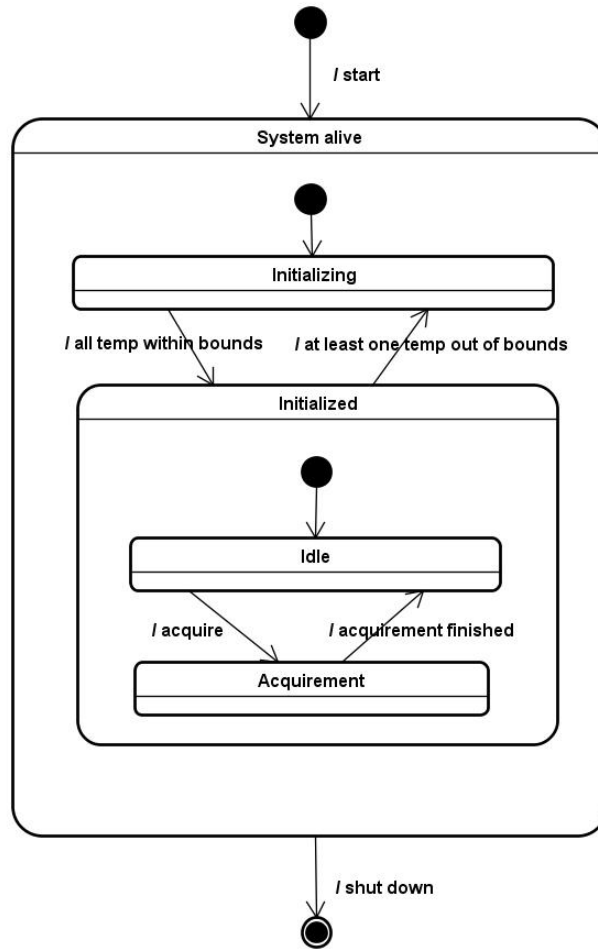 / start
System alive
Initializing
/ all temp within bounds
/ at least one temp out of bounds
Initialized
Idle
/ acquire
/ acquirement finished
Acquirement
/ shut down